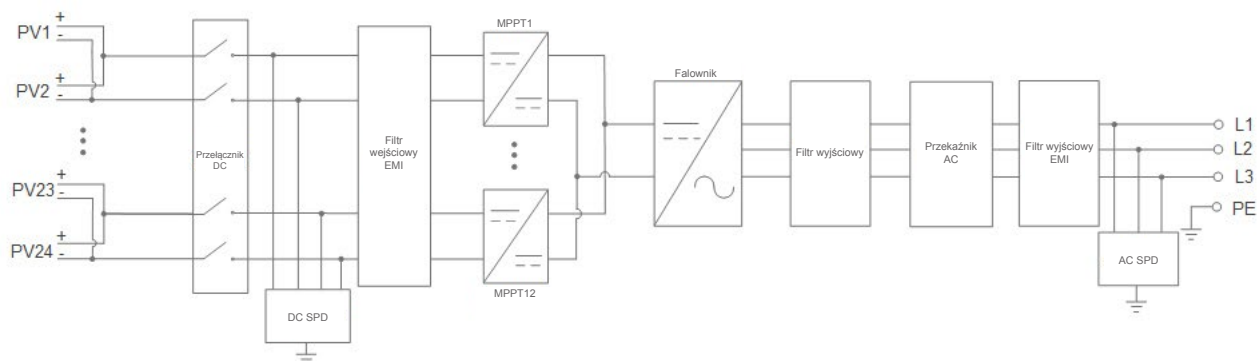 PV1
+
-
PV2
+
-
PV23
+
-
PV24
+
-
Przełącznik
DC
DC SPD
Filtr
wejściowy
EMI
MPPT1
MPPT12
Falownik
Filtr wyjściowy
Przekaźnik
AC
Filtr wyjściowy
EMI
L1
L2
L3
PE
AC SPD